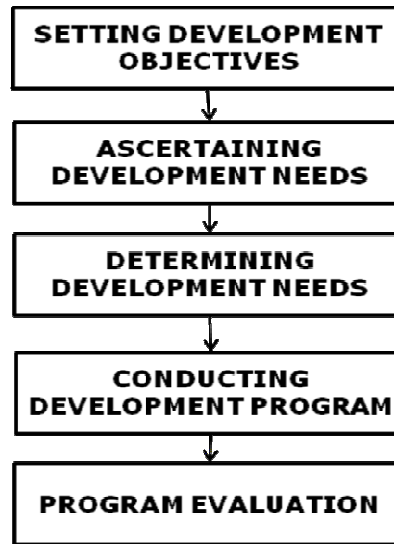 SETTING DEVELOPMENT
OBJECTIVES
ASCERTAINING
DEVELOPMENT NEEDS
DETERMINING
DEVELOPMENT NEEDS
CONDUCTING
DEVELOPMENT PROGRAM
PROGRAM EVALUATION